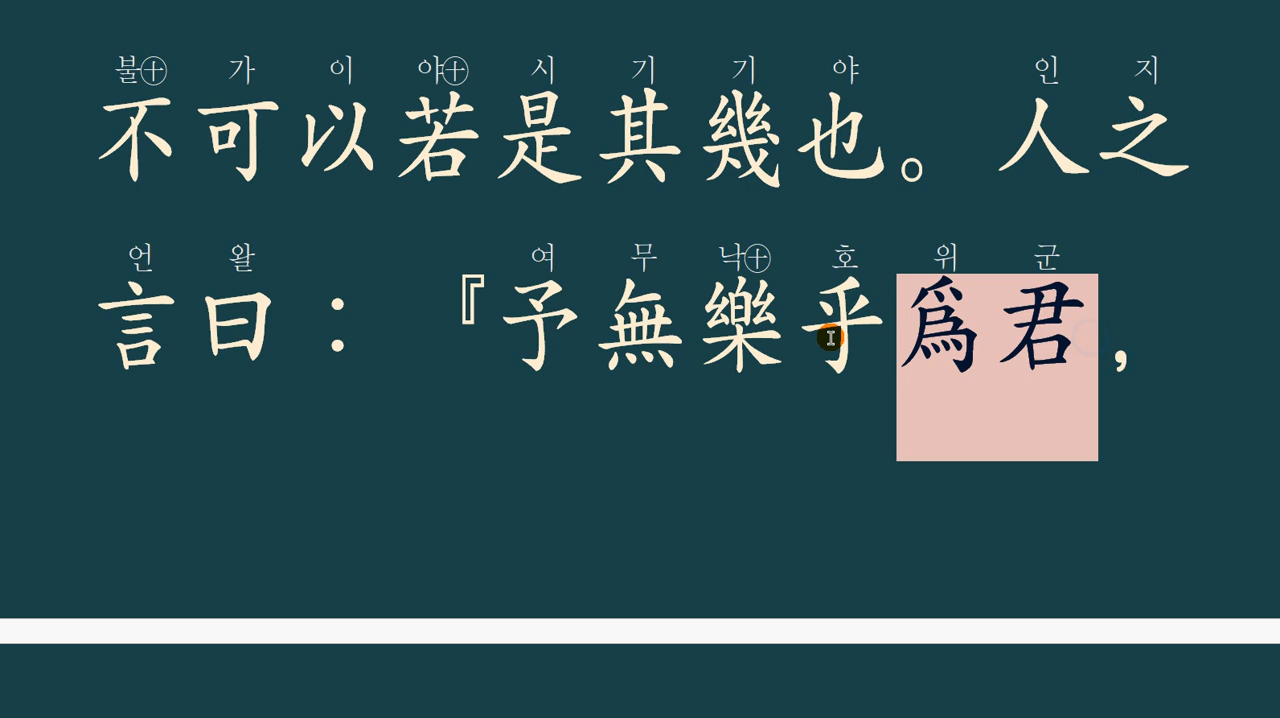 불㊉ 가 이 야㊉ 시 기 기 야 인 지
不可以若是其幾也。人之
언 왈 여 무 낙㊉ 호 위 군
言曰：『予無樂乎爲君，